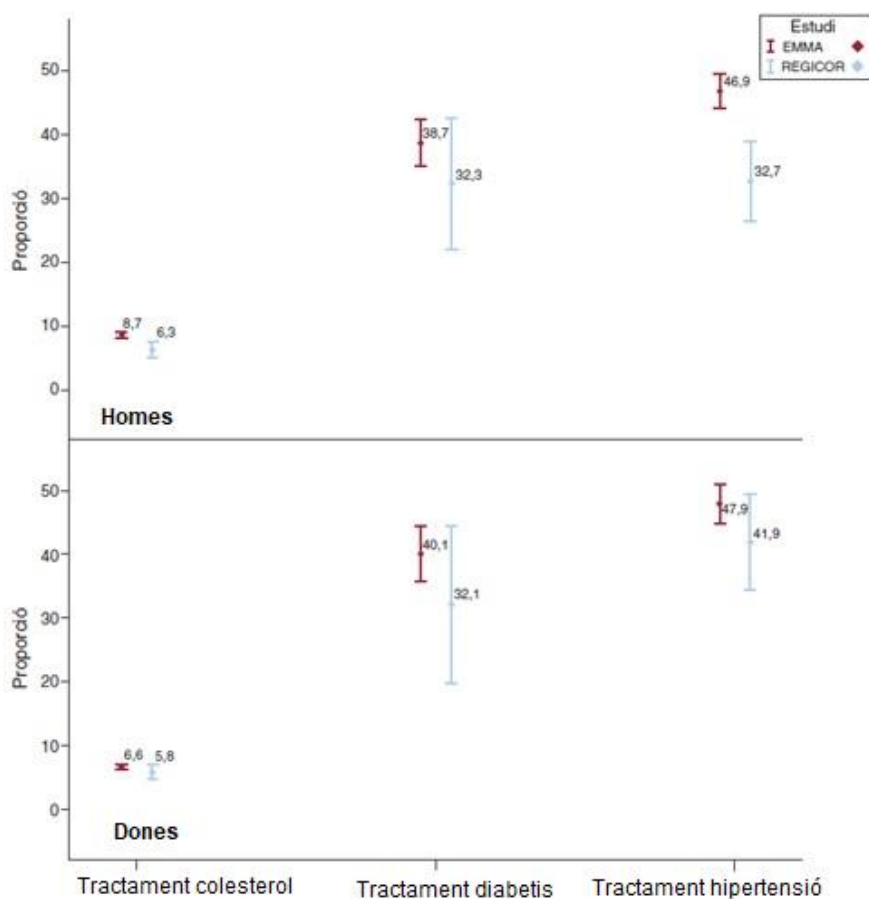 Estudi
EMMA
REGICOR
Proporció
50
40
30
20
10
0
8,7
6,3
38,7
32,3
46,9
32,7
Homes
Proporció
50
40
30
20
10
0
6,6
5,8
40,1
32,1
47,9
41,9
Dones
Tractament colesterol
Tractament diabetis
Tractament hipertensió